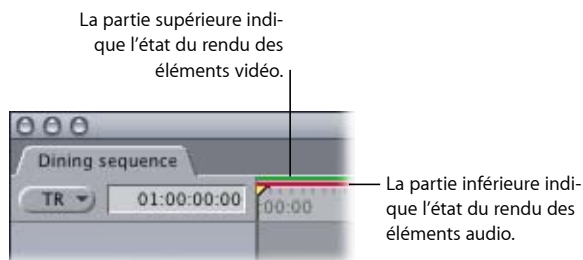 La partie supérieure indi-
que l'état du rendu des
éléments vidéo.
Dining sequence
TR 01:00:00:00 00:00
La partie inférieure indi-
que l'état du rendu des
éléments audio.